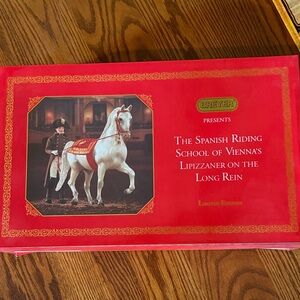 BREYER
PRESENTS
THE SPANISH RIDING
SCHOOL OF VIENNA'S
LIPIZZANER ON THE
LONG REIN
LIMITED EDITION